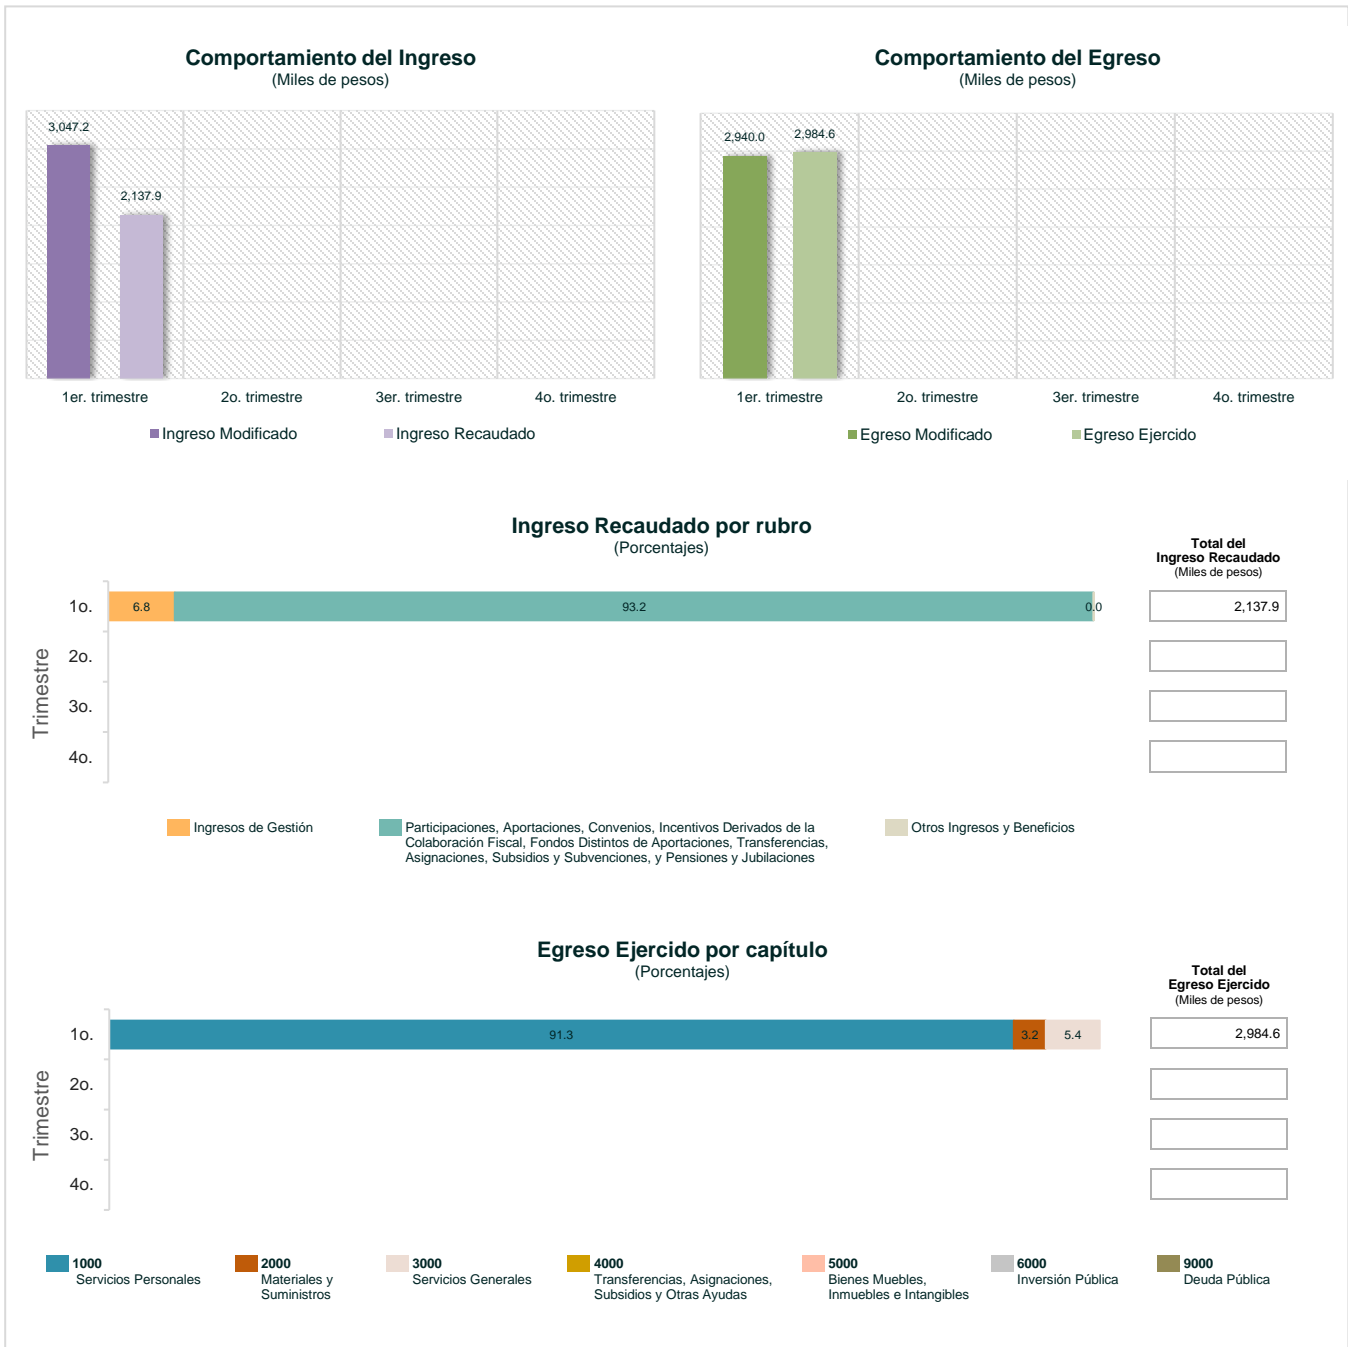 Comportamiento del Ingreso
(Miles de pesos)
3,047.2
2,137.9
1er. trimestre
2o. trimestre
3er. trimestre
4o. trimestre
Ingreso Modificado
Ingreso Recaudado
Comportamiento del Egreso
(Miles de pesos)
2,940.0
2,984.6
1er. trimestre
2o. trimestre
3er. trimestre
4o. trimestre
Egreso Modificado
Egreso Ejercido
Ingreso Recaudado por rubro
(Porcentajes)
Total del
Ingreso Recaudado
(Miles de pesos)
Trimestre
1o.
6.8
93.2
0.0
2,137.9
2o.
3o.
4o.
Ingresos de Gestión
Participaciones, Aportaciones, Convenios, Incentivos Derivados de la
Colaboración Fiscal, Fondos Distintos de Aportaciones, Transferencias,
Asignaciones, Subsidios y Subvenciones, y Pensiones y Jubilaciones
Otros Ingresos y Beneficios
Egreso Ejercido por capítulo
(Porcentajes)
Total del
Egreso Ejercido
(Miles de pesos)
Trimestre
1o.
91.3
3.2
5.4
2,984.6
2o.
3o.
4o.
1000
Servicios Personales
2000
Materiales y
Suministros
3000
Servicios Generales
4000
Transferencias, Asignaciones,
Subsidios y Otras Ayudas
5000
Bienes Muebles,
Inmuebles e Intangibles
6000
Inversión Pública
9000
Deuda Pública